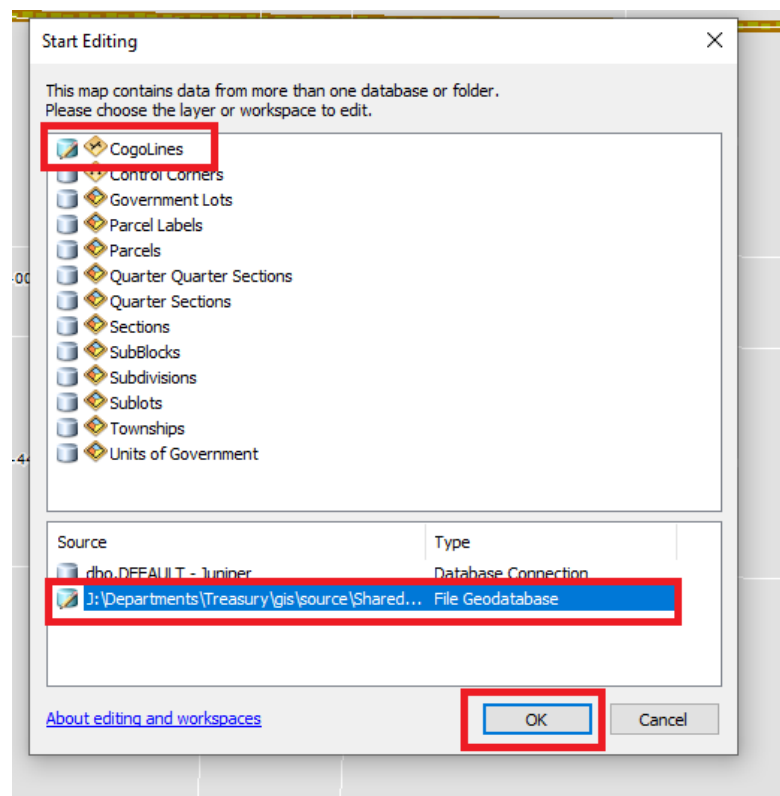 Start Editing
This map contains data from more than one database or folder.
Please choose the layer or workspace to edit.
CogoLines
Control Corners
Government Lots
Parcel Labels
Parcels
Quarter Quarter Sections
Quarter Sections
Sections
SubBlocks
Subdivisions
Sublots
Townships
Units of Government
Source Type
dbo.DEFAULT - Juniper Database Connection
J:\Departments\Treasury\gis\source\Shared... File Geodatabase
About editing and workspaces OK Cancel